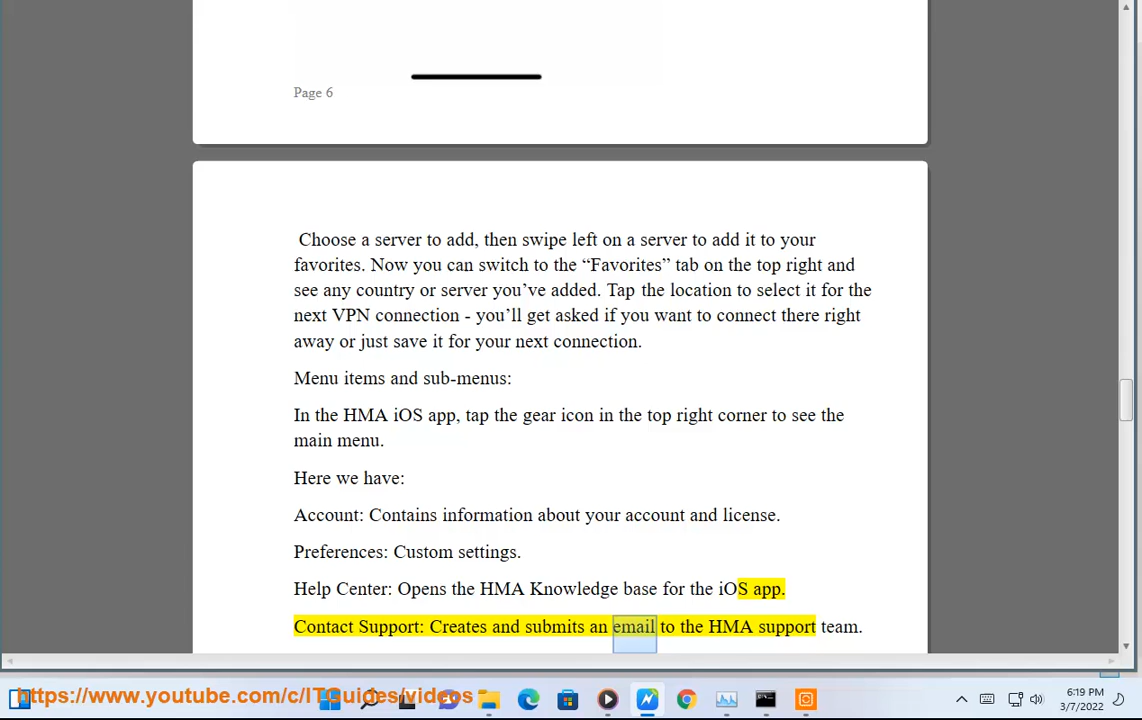 Page 6
Choose a server to add, then swipe left on a server to add it to your
favorites. Now you can switch to the “Favorites” tab on the top right and
see any country or server you’ve added. Tap the location to select it for the
next VPN connection - you’ll get asked if you want to connect there right
away or just save it for your next connection.
Menu items and sub-menus:
In the HMA iOS app, tap the gear icon in the top right corner to see the
main menu.
Here we have:
Account: Contains information about your account and license.
Preferences: Custom settings.
Help Center: Opens the HMA Knowledge base for the iOS app.
Contact Support: Creates and submits an email to the HMA support team.
https://www.youtube.com/c/ITGuides/videos
6:19 PM
3/7/2022